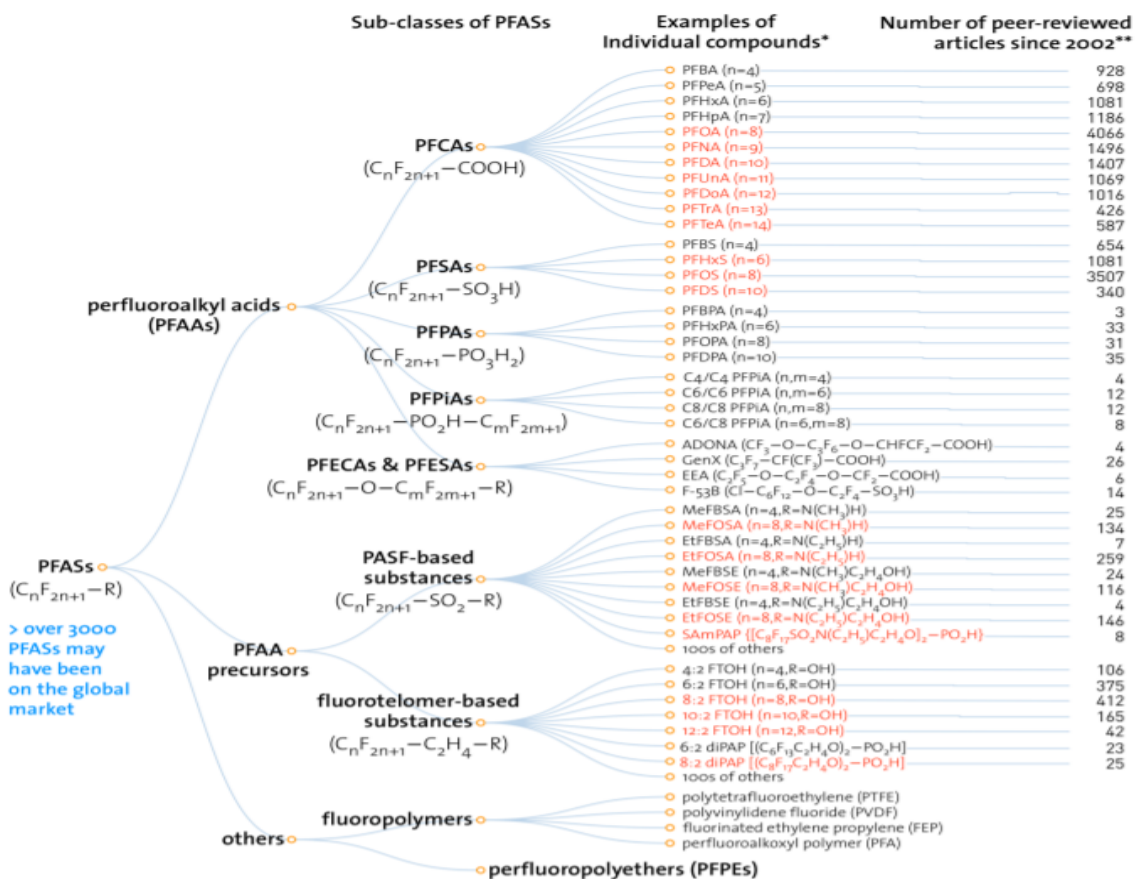 Sub-classes of PFASs
Examples of Individual compounds*
Number of peer-reviewed articles since 2002**
PFASs
(CₙF₂ₙ₊₁–R)
> over 3000
PFASs may
have been
on the global
market
perfluoroalkyl acids
(PFAAs)
PFCAs
(CₙF₂ₙ₊₁–COOH)
PFBA (n=4) 928
PFPeA (n=5) 698
PFHxA (n=6) 1081
PFHpA (n=7) 1186
PFOA (n=8) 4066
PFNA (n=9) 1496
PFDA (n=10) 1407
PFUnA (n=11) 1069
PFDoA (n=12) 1016
PFTrA (n=13) 426
PFTeA (n=14) 587
PFSAs
(CₙF₂ₙ₊₁–SO₃H)
PFBS (n=4) 654
PFHxS (n=6) 1081
PFOS (n=8) 3507
PFDS (n=10) 340
PFPAs
(CₙF₂ₙ₊₁–PO₃H₂)
PFBPA (n=4) 3
PFHxPA (n=6) 33
PFOPA (n=8) 31
PFDPA (n=10) 35
PFPiAs
(CₙF₂ₙ₊₁–PO₂H–CₘF₂ₘ₊₁)
C4/C4 PFPiA (n,m=4) 4
C6/C6 PFPiA (n,m=6) 12
C8/C8 PFPiA (n,m=8) 12
C6/C8 PFPiA (n=6,m=8) 8
PFECAs & PFESAs
(CₙF₂ₙ₊₁–O–CₘF₂ₘ₊₁–R)
ADONA (CF₃–O–C₃F₆–O–CHFCF₂–COOH) 4
GenX (C₃F₇–CF(CF₃)–COOH) 26
EEA (C₂F₅–O–C₂F₄–O–CF₂–COOH) 6
F-53B (Cl–C₆F₁₂–O–C₂F₄–SO₃H) 14
PFAA
precursors
PASF-based
substances
(CₙF₂ₙ₊₁–SO₂–R)
MeFBSA (n=4,R=N(CH₃)H) 25
MeFOSA (n=8,R=N(CH₃)H) 134
EtFBSA (n=4,R=N(C₂H₅)H) 7
EtFOSA (n=8,R=N(C₂H₅)H) 259
MeFBSE (n=4,R=N(CH₃)C₂H₄OH) 24
MeFOSE (n=8,R=N(CH₃)C₂H₄OH) 116
EtFBSE (n=4,R=N(C₂H₅)C₂H₄OH) 4
EtFOSE (n=8,R=N(C₂H₅)C₂H₄OH) 146
SAmPAP {[C₈F₁₇SO₂N(C₂H₅)C₂H₄O]₂–PO₂H} 8
100s of others
fluorotelomer-based
substances
(CₙF₂ₙ₊₁–C₂H₄–R)
4:2 FTOH (n=4,R=OH) 106
6:2 FTOH (n=6,R=OH) 375
8:2 FTOH (n=8,R=OH) 412
10:2 FTOH (n=10,R=OH) 165
12:2 FTOH (n=12,R=OH) 42
6:2 diPAP [(C₆F₁₃C₂H₄O)₂–PO₂H] 23
8:2 diPAP [(C₈F₁₇C₂H₄O)₂–PO₂H] 25
100s of others
others
fluoropolymers
polytetrafluoroethylene (PTFE)
polyvinylidene fluoride (PVDF)
fluorinated ethylene propylene (FEP)
perfluoroalkoxyl polymer (PFA)
perfluoropolyethers (PFPEs)